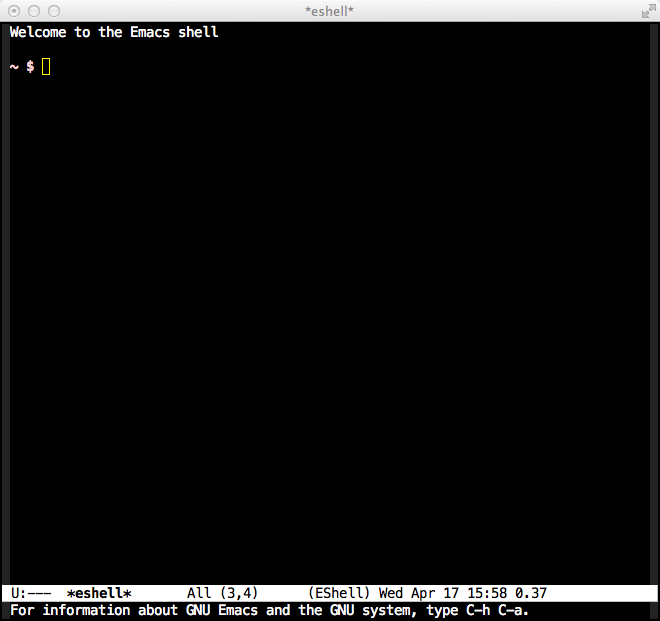 *eshell*
Welcome to the Emacs shell
~ $
U:--- *eshell* All (3,4) (EShell) Wed Apr 17 15:58 0.37
For information about GNU Emacs and the GNU system, type C-h C-a.